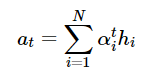 a_t = \sum_{i=1}^{N} \alpha_i^t h_i